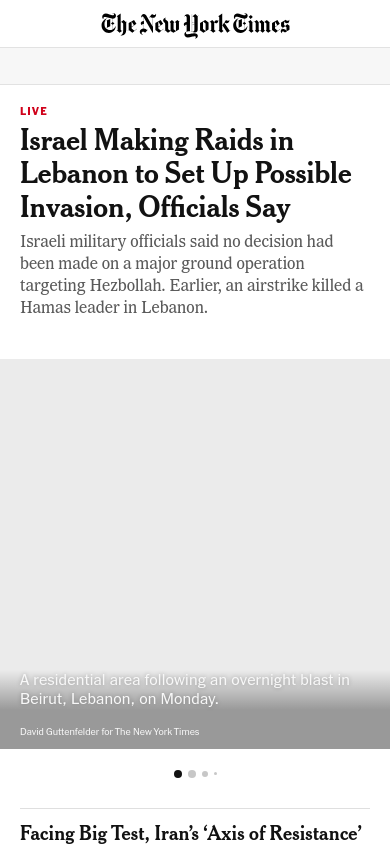 The New York Times
LIVE
Israel Making Raids in
Lebanon to Set Up Possible
Invasion, Officials Say
Israeli military officials said no decision had
been made on a major ground operation
targeting Hezbollah. Earlier, an airstrike killed a
Hamas leader in Lebanon.
A residential area following an overnight blast in
Beirut, Lebanon, on Monday.
David Guttenfelder for The New York Times
Facing Big Test, Iran’s ‘Axis of Resistance’